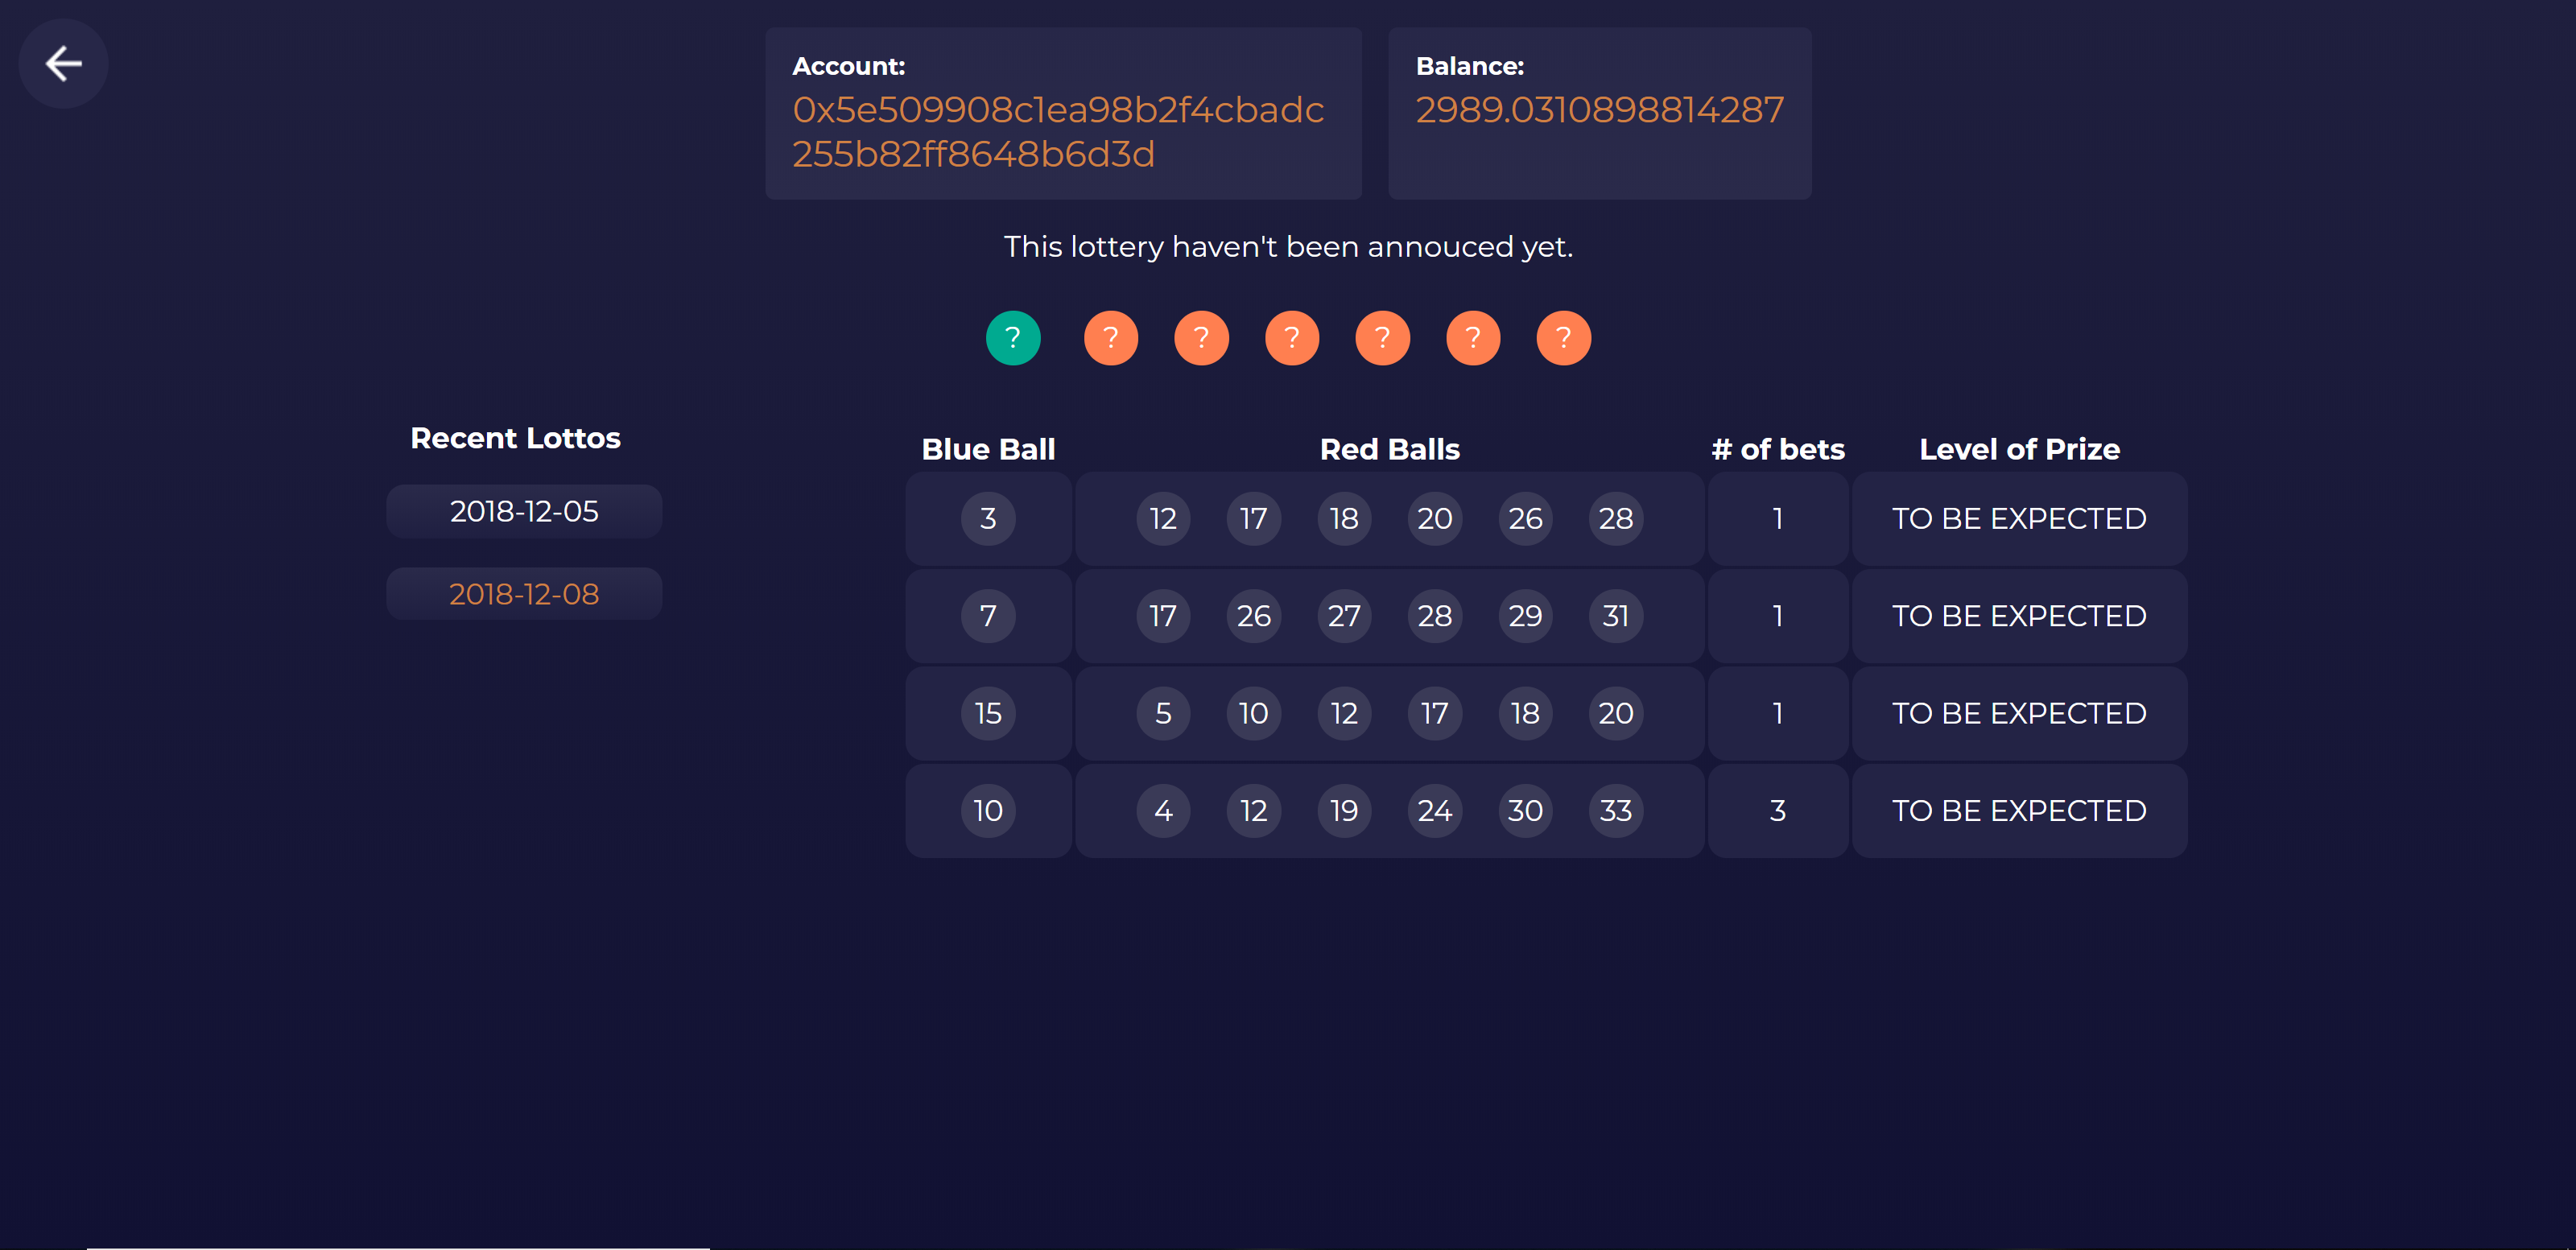 Account:
0x5e509908c1ea98b2f4cbadc
255b82ff8648b6d3d
Balance:
2989.0310898814287
This lottery haven't been annouced yet.
? ? ? ? ? ? ?
Recent Lottos
2018-12-05
2018-12-08
Blue Ball Red Balls # of bets Level of Prize
3 12 17 18 20 26 28 1 TO BE EXPECTED
7 17 26 27 28 29 31 1 TO BE EXPECTED
15 5 10 12 17 18 20 1 TO BE EXPECTED
10 4 12 19 24 30 33 3 TO BE EXPECTED